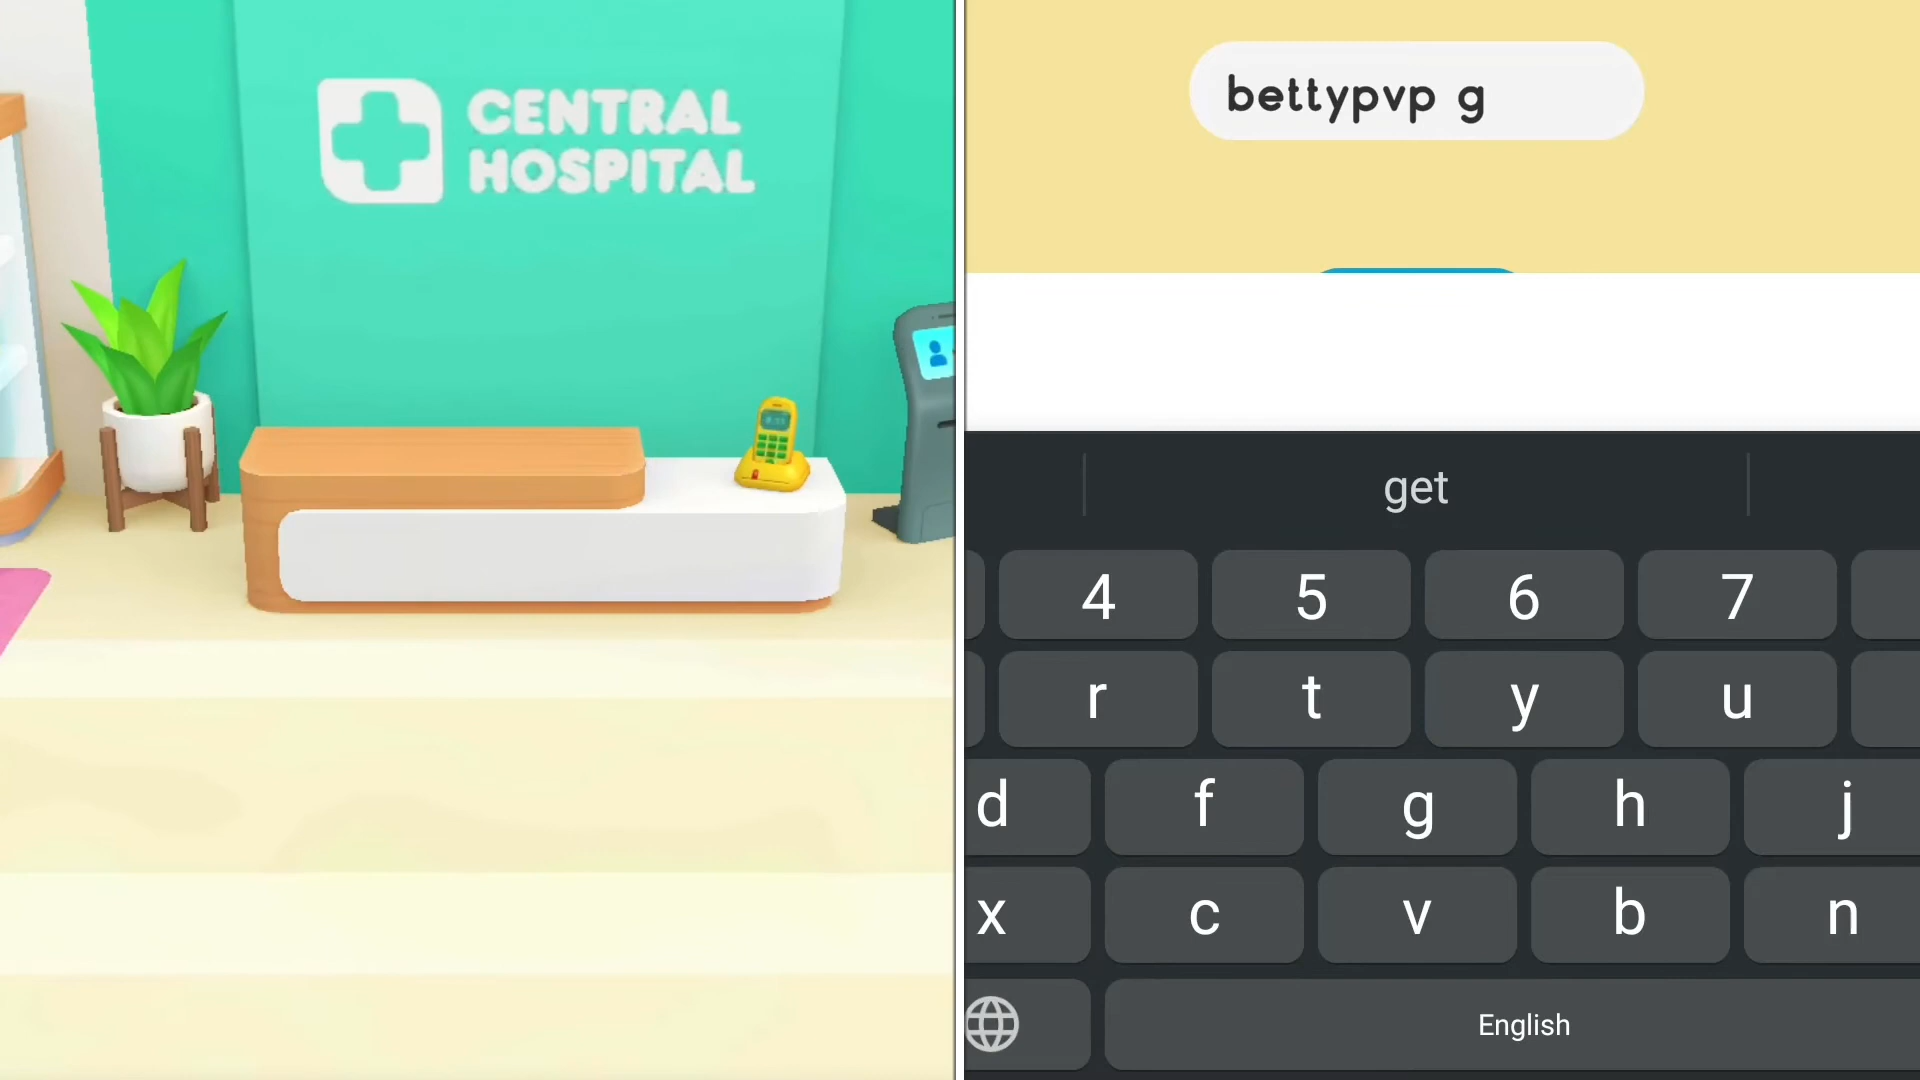 CENTRAL
HOSPITAL
bettypvp g
get
4 5 6 7
r t y u
d f g h j
x c v b n
English